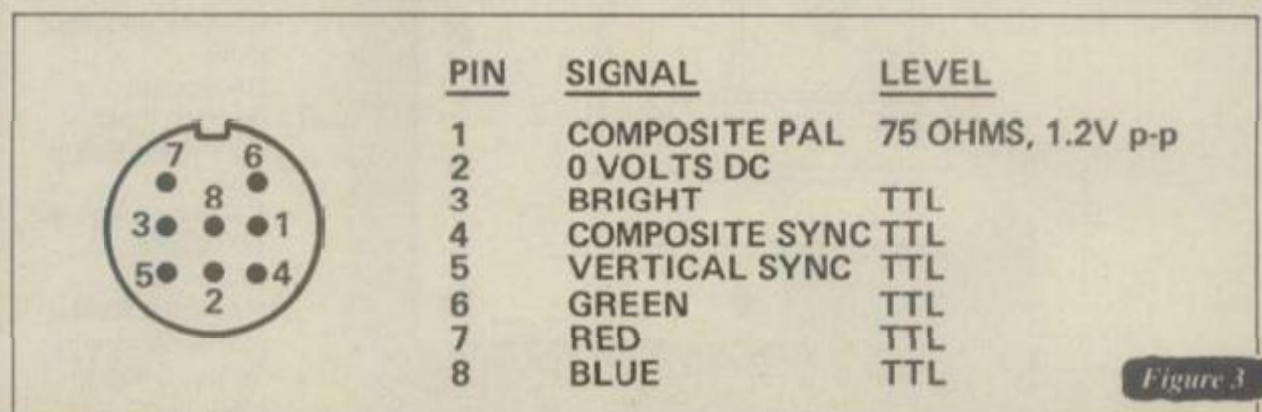 PIN SIGNAL LEVEL
1 COMPOSITE PAL 75 OHMS, 1.2V p-p
2 0 VOLTS DC
3 BRIGHT TTL
4 COMPOSITE SYNC TTL
5 VERTICAL SYNC TTL
6 GREEN TTL
7 RED TTL
8 BLUE TTL
7 6
8
3 1
5 4
2
Figure 3